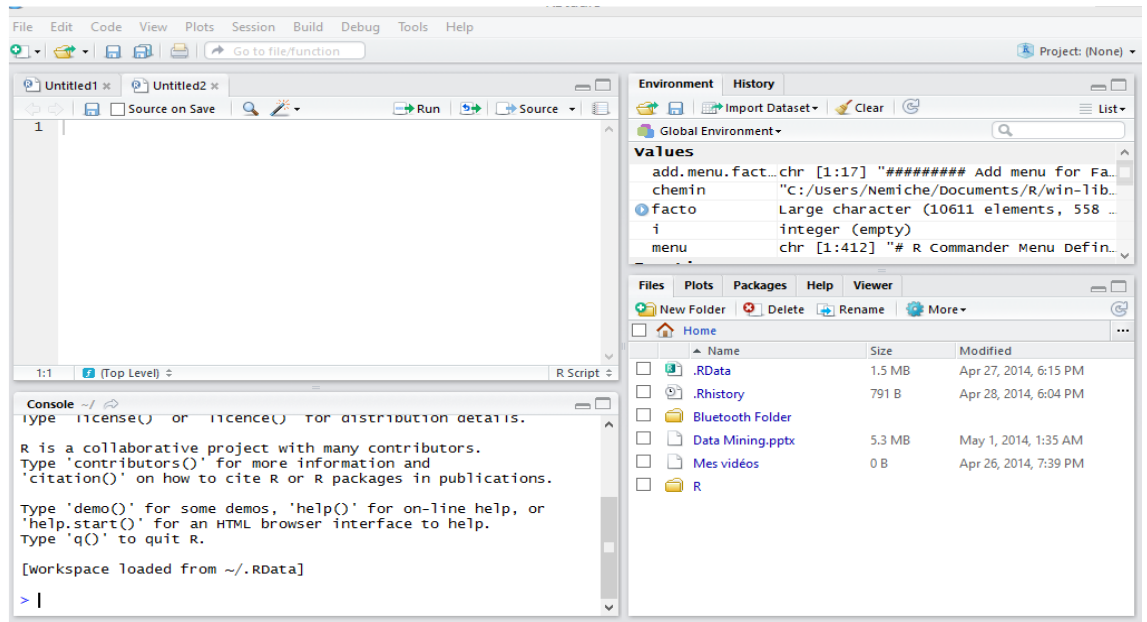 File Edit Code View Plots Session Build Debug Tools Help
Go to file/function
Project: (None)
Untitled1 × Untitled2 ×
Source on Save Run Source
1
1:1 (Top Level) R Script
Console ~/
Type 'license()' or 'licence()' for distribution details.
R is a collaborative project with many contributors.
Type 'contributors()' for more information and
'citation()' on how to cite R or R packages in publications.
Type 'demo()' for some demos, 'help()' for on-line help, or
'help.start()' for an HTML browser interface to help.
Type 'q()' to quit R.
[Workspace loaded from ~/.RData]
>
Environment History
Import Dataset Clear List
Global Environment
Values
add.menu.fact… chr [1:17] "######### Add menu for Fa…
chemin "C:/Users/Nemiche/Documents/R/win-lib…
facto Large character (10611 elements, 558 …
i integer (empty)
menu chr [1:412] "# R Commander Menu Defin…
Files Plots Packages Help Viewer
New Folder Delete Rename More
Home ...
Name Size Modified
.RData 1.5 MB Apr 27, 2014, 6:15 PM
.Rhistory 791 B Apr 28, 2014, 6:04 PM
Bluetooth Folder
Data Mining.pptx 5.3 MB May 1, 2014, 1:35 AM
Mes vidéos 0 B Apr 26, 2014, 7:39 PM
R